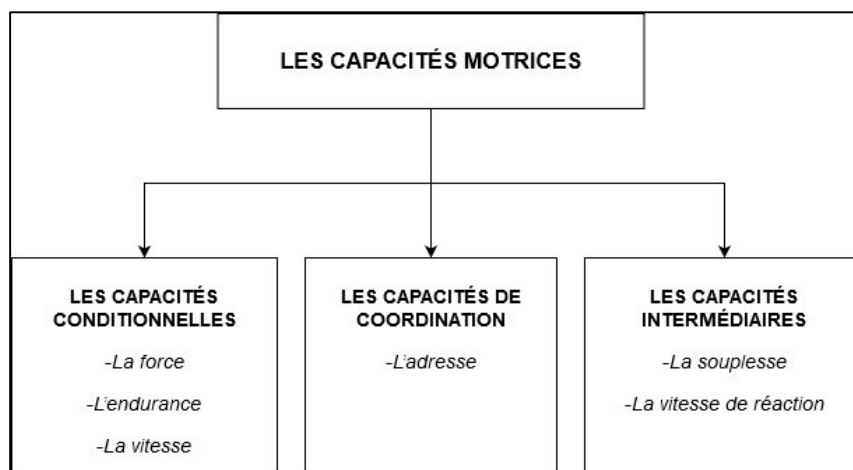 LES CAPACITÉS MOTRICES
LES CAPACITÉS
CONDITIONNELLES
-La force
-L'endurance
-La vitesse
LES CAPACITÉS DE
COORDINATION
-L'adresse
LES CAPACITÉS
INTERMÉDIAIRES
-La souplesse
-La vitesse de réaction